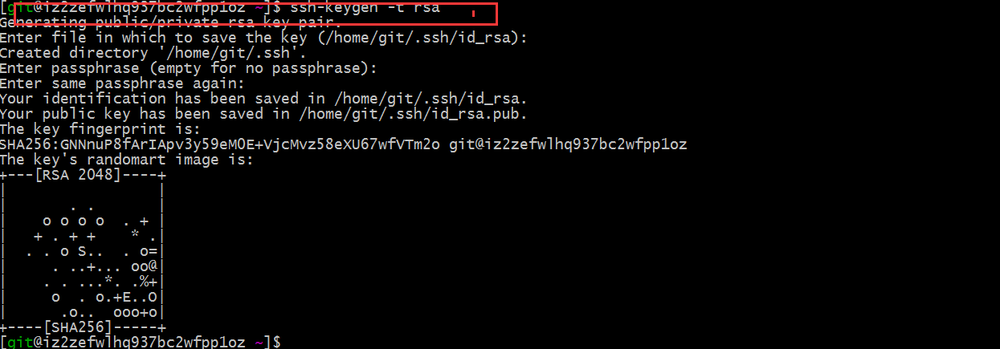 [git@iz2zefwlhq937bc2wfpp1oz ~]$ ssh-keygen -t rsa
Generating public/private rsa key pair.
Enter file in which to save the key (/home/git/.ssh/id_rsa):
Created directory '/home/git/.ssh'.
Enter passphrase (empty for no passphrase):
Enter same passphrase again:
Your identification has been saved in /home/git/.ssh/id_rsa.
Your public key has been saved in /home/git/.ssh/id_rsa.pub.
The key fingerprint is:
SHA256:GNNnuP8fArIApv3y59eM0E+VjcMvz58eXU67wfVTm2o git@iz2zefwlhq937bc2wfpp1oz
The key's randomart image is:
+---[RSA 2048]----+
|                 |
|       . .       |
|    o o o o  . + |
|   + . + +    * .|
|  . . o S..  . o=|
|     . ..+... oo@|
|    . . ...*. .%+|
|     o  . o.+E..O|
|      .o..  ooo+o|
+----[SHA256]-----+
[git@iz2zefwlhq937bc2wfpp1oz ~]$